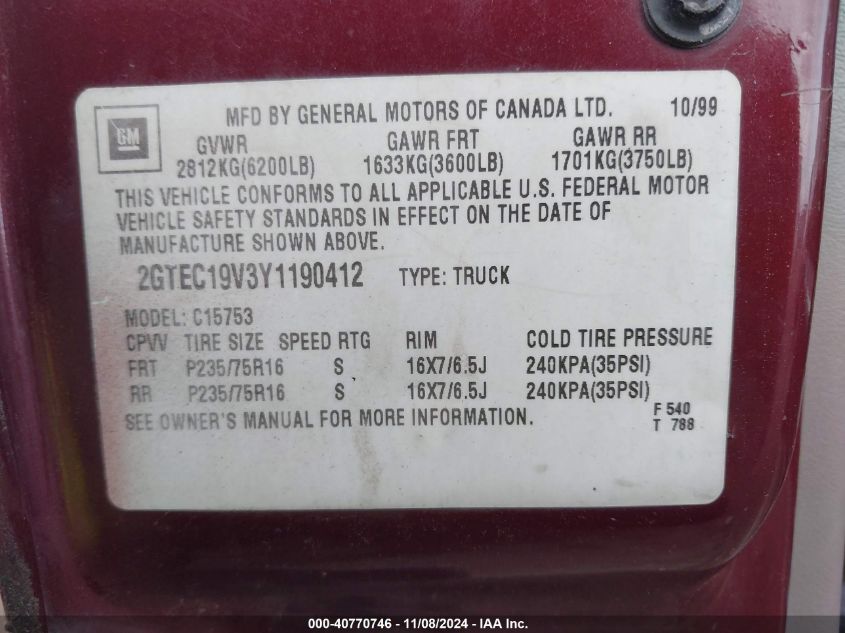 MFD BY GENERAL MOTORS OF CANADA LTD. 10/99
GM
GVWR GAWR FRT GAWR RR
2812KG(6200LB) 1633KG(3600LB) 1701KG(3750LB)
THIS VEHICLE CONFORMS TO ALL APPLICABLE U.S. FEDERAL MOTOR
VEHICLE SAFETY STANDARDS IN EFFECT ON THE DATE OF
MANUFACTURE SHOWN ABOVE.
2GTEC19V3Y1190412 TYPE: TRUCK
MODEL: C15753
CPVV TIRE SIZE SPEED RTG RIM COLD TIRE PRESSURE
FRT P235/75R16 S 16X7/6.5J 240KPA(35PSI)
RR P235/75R16 S 16X7/6.5J 240KPA(35PSI)
SEE OWNER'S MANUAL FOR MORE INFORMATION.
F 540
T 788
000-40770746 - 11/08/2024 - IAA Inc.